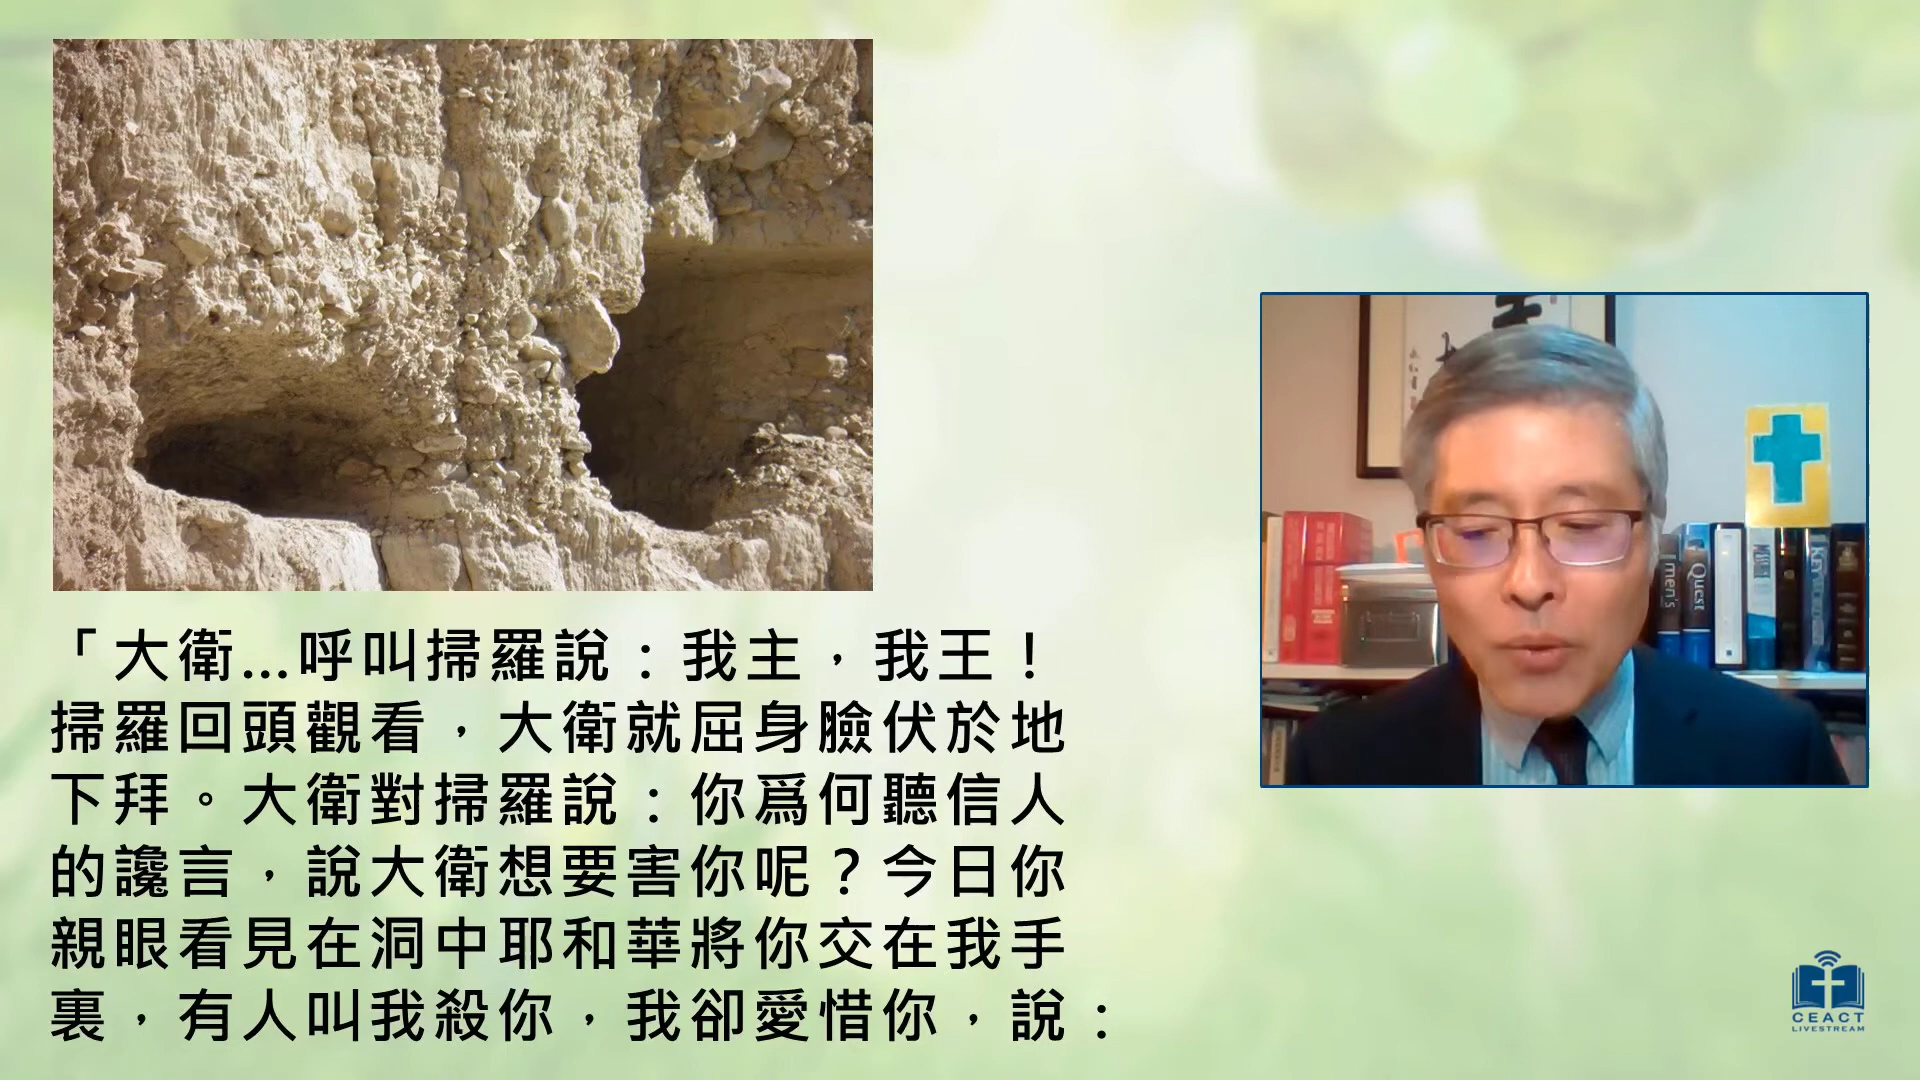 「大衛...呼叫掃羅說：我主，我王！
掃羅回頭觀看，大衛就屈身臉伏於地
下拜。大衛對掃羅說：你爲何聽信人
的讒言，說大衛想要害你呢？今日你
親眼看見在洞中耶和華將你交在我手
裏，有人叫我殺你，我卻愛惜你，說：
men's
Quest
KEY
CEACT
LIVESTREAM